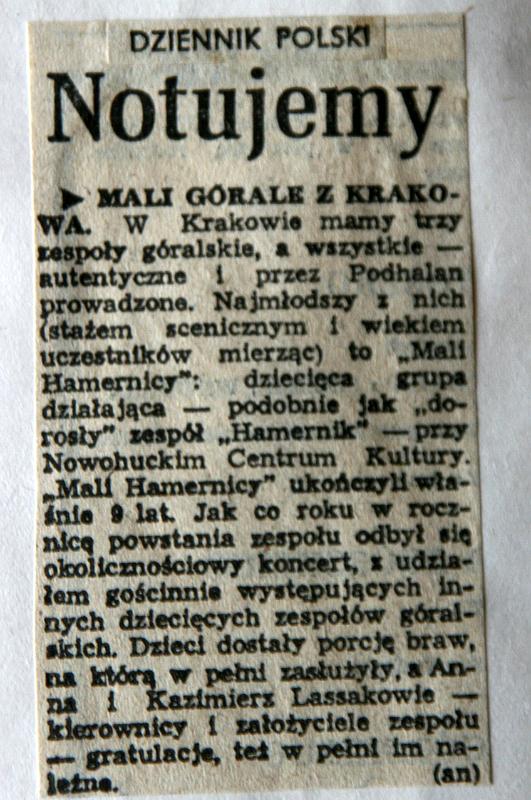 DZIENNIK POLSKI
Notujemy
► MALI GÓRALE Z KRAKO-
WA. W Krakowie mamy trzy
zespoły góralskie, a wszystkie —
autentyczne i przez Podhalan
prowadzone. Najmłodszy z nich
(stażem scenicznym i wiekiem
uczestników mierząc) to „Mali
Hamernicy”: dziecięca grupa
działająca — podobnie jak „do-
rosły” zespół „Hamernik” — przy
Nowohuckim Centrum Kultury.
„Mali Hamernicy” ukończyli wła-
śnie 9 lat. Jak co roku w rocz-
nicę powstania zespołu odbył się
okolicznościowy koncert, z udzia-
łem gościnnie występujących in-
nych dziecięcych zespołów góral-
skich. Dzieci dostały porcję braw,
na którą w pełni zasłużyły, a An-
na i Kazimierz Lassakowie —
kierownicy i założyciele zespołu
— gratulacje, też w pełni im na-
leżne. (an)